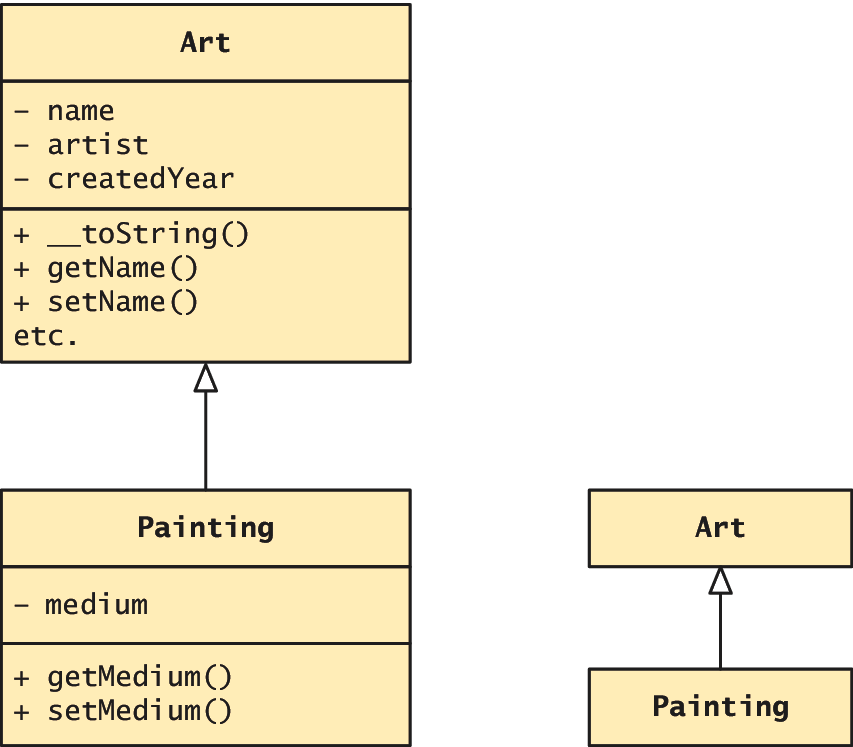 Art
- name
- artist
- createdYear
+ __toString()
+ getName()
+ setName()
etc.
Painting
- medium
+ getMedium()
+ setMedium()
Art
Painting